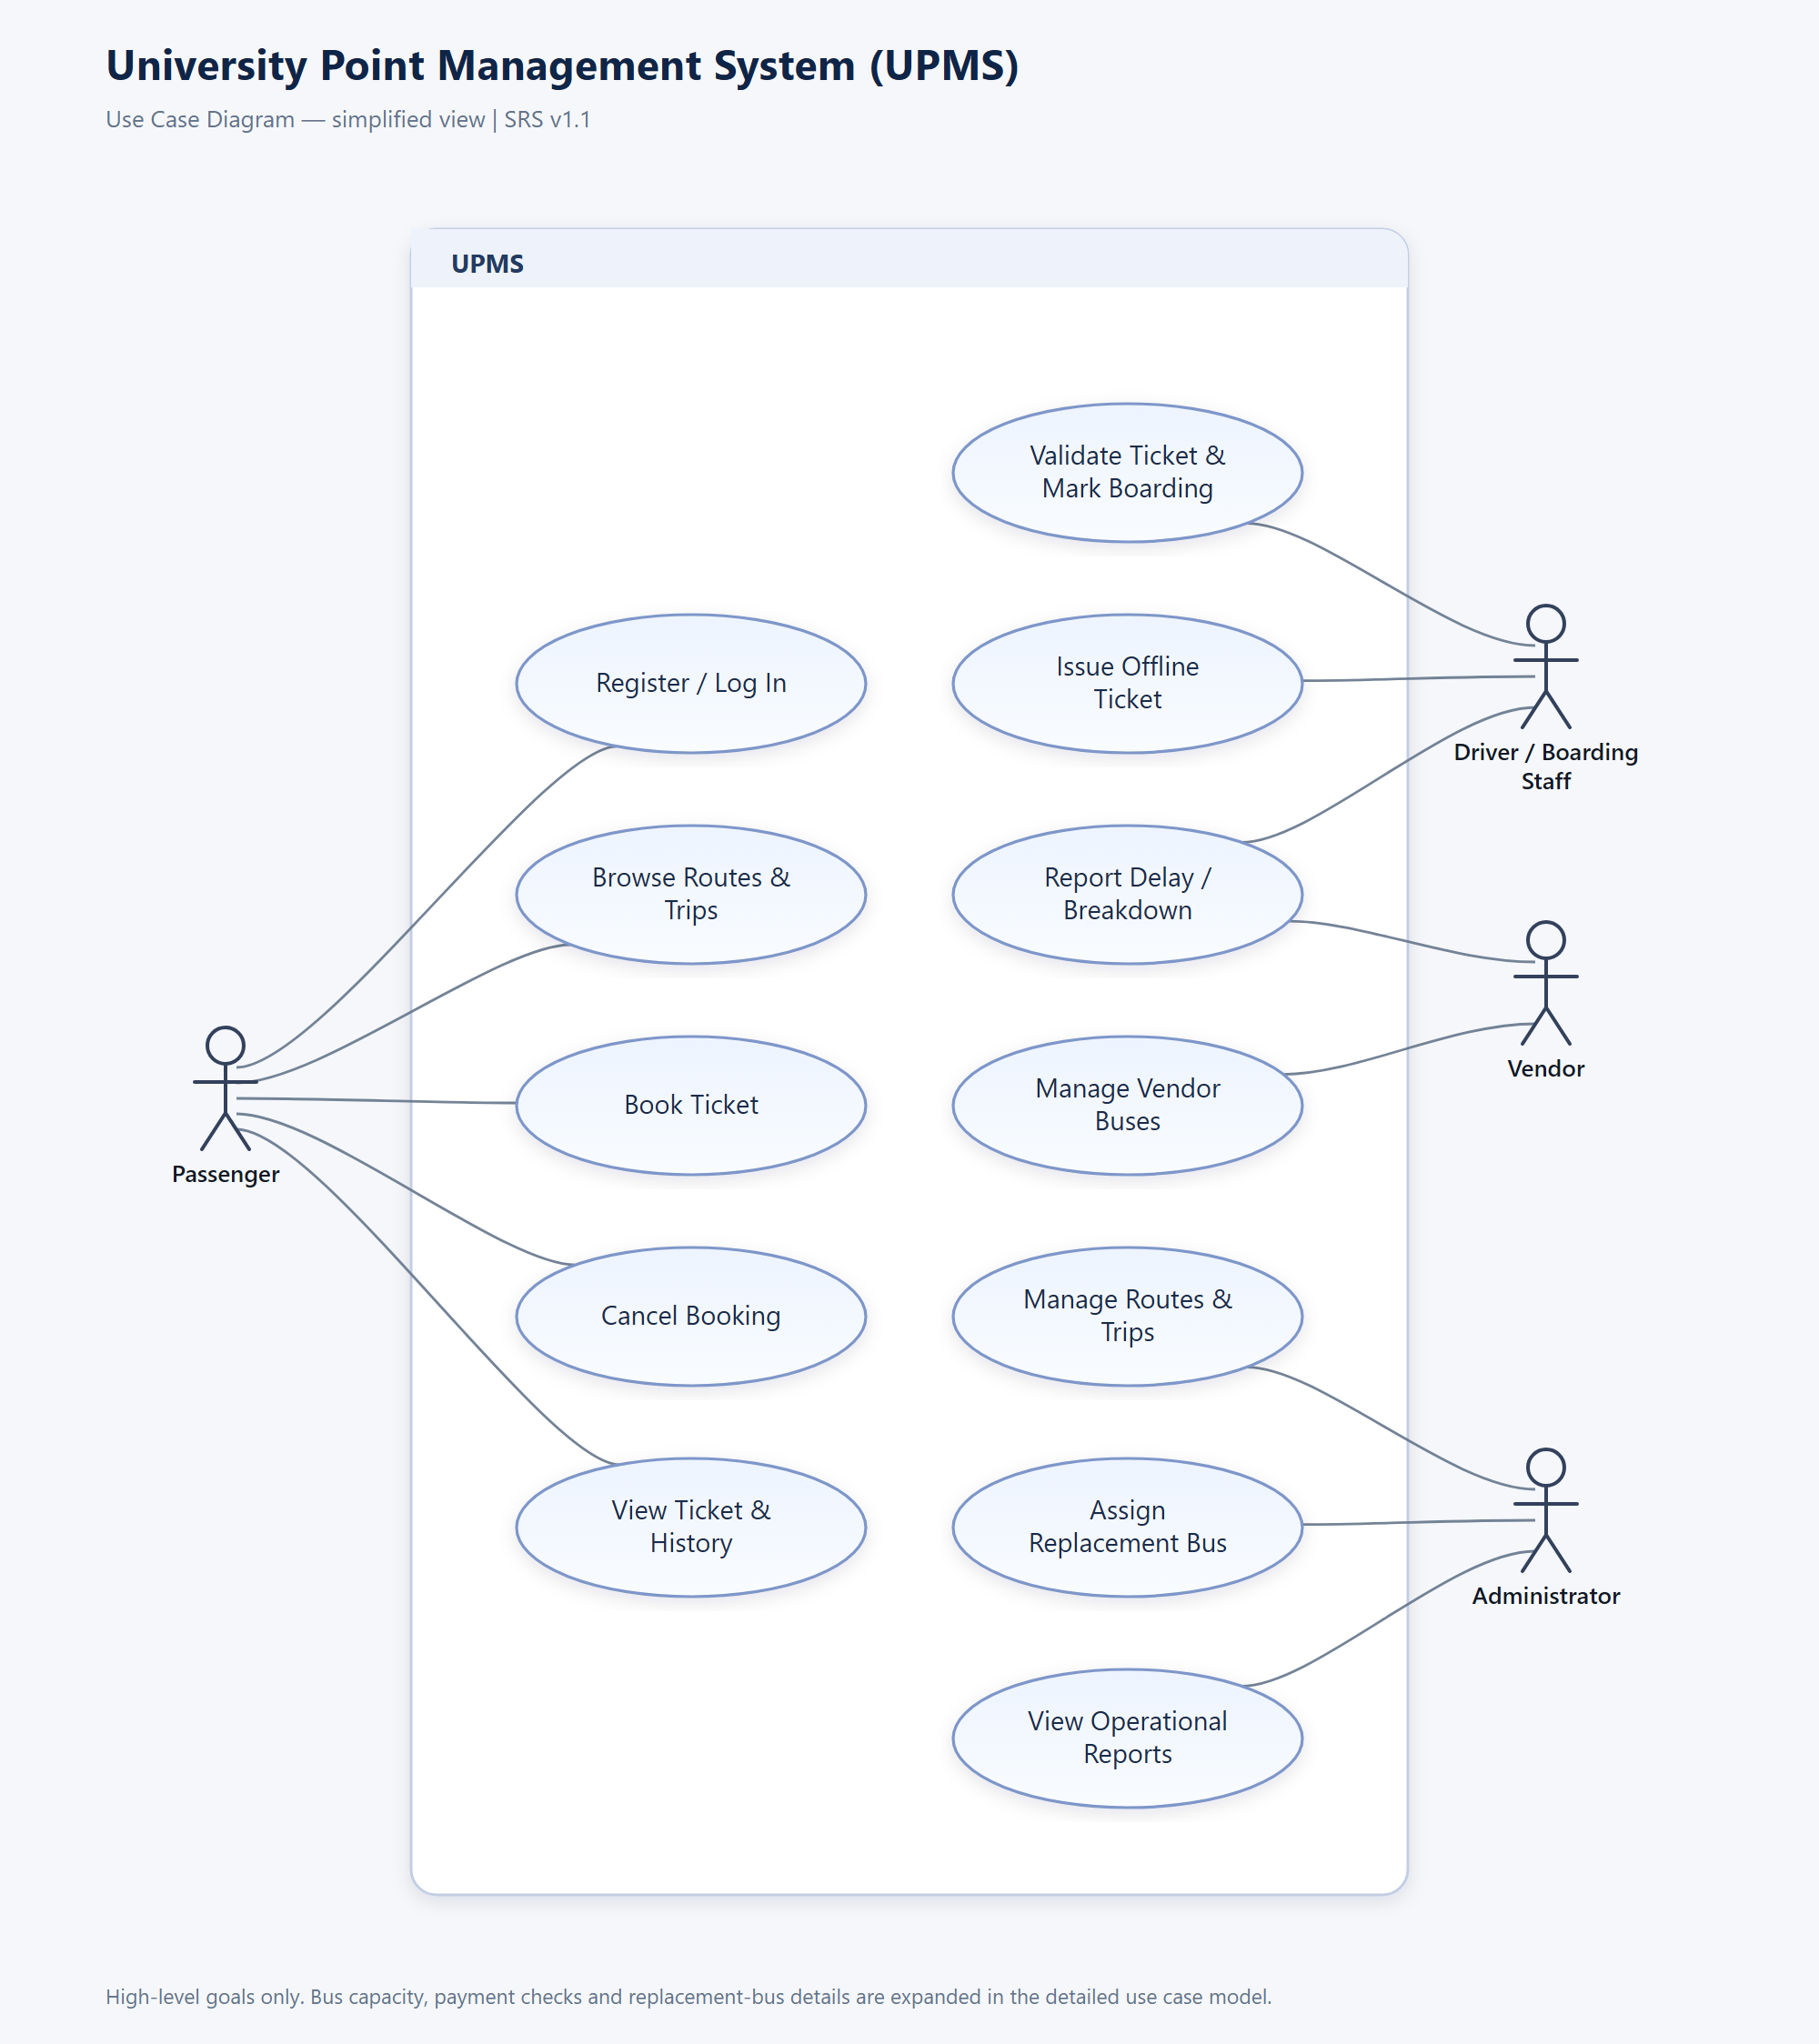 University Point Management System (UPMS)
Use Case Diagram — simplified view | SRS v1.1
UPMS
Validate Ticket &
Mark Boarding
Register / Log In
Issue Offline
Ticket
Driver / Boarding
Staff
Browse Routes &
Trips
Report Delay /
Breakdown
Passenger
Book Ticket
Manage Vendor
Buses
Vendor
Cancel Booking
Manage Routes &
Trips
View Ticket &
History
Assign
Replacement Bus
Administrator
View Operational
Reports
High-level goals only. Bus capacity, payment checks and replacement-bus details are expanded in the detailed use case model.